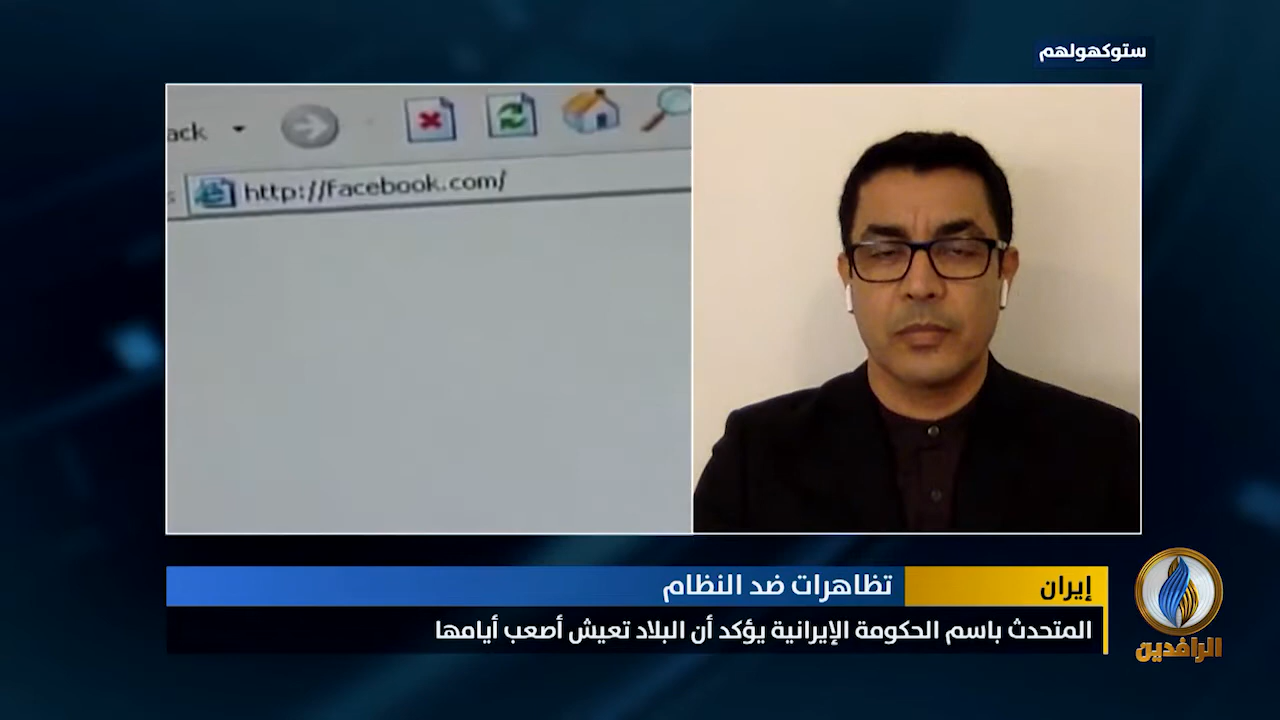 ستوكهولهم
ack
http://facebook.com/
إيران
تظاهرات ضد النظام
المتحدث باسم الحكومة الإيرانية يؤكد أن البلاد تعيش أصعب أيامها
الرافدين